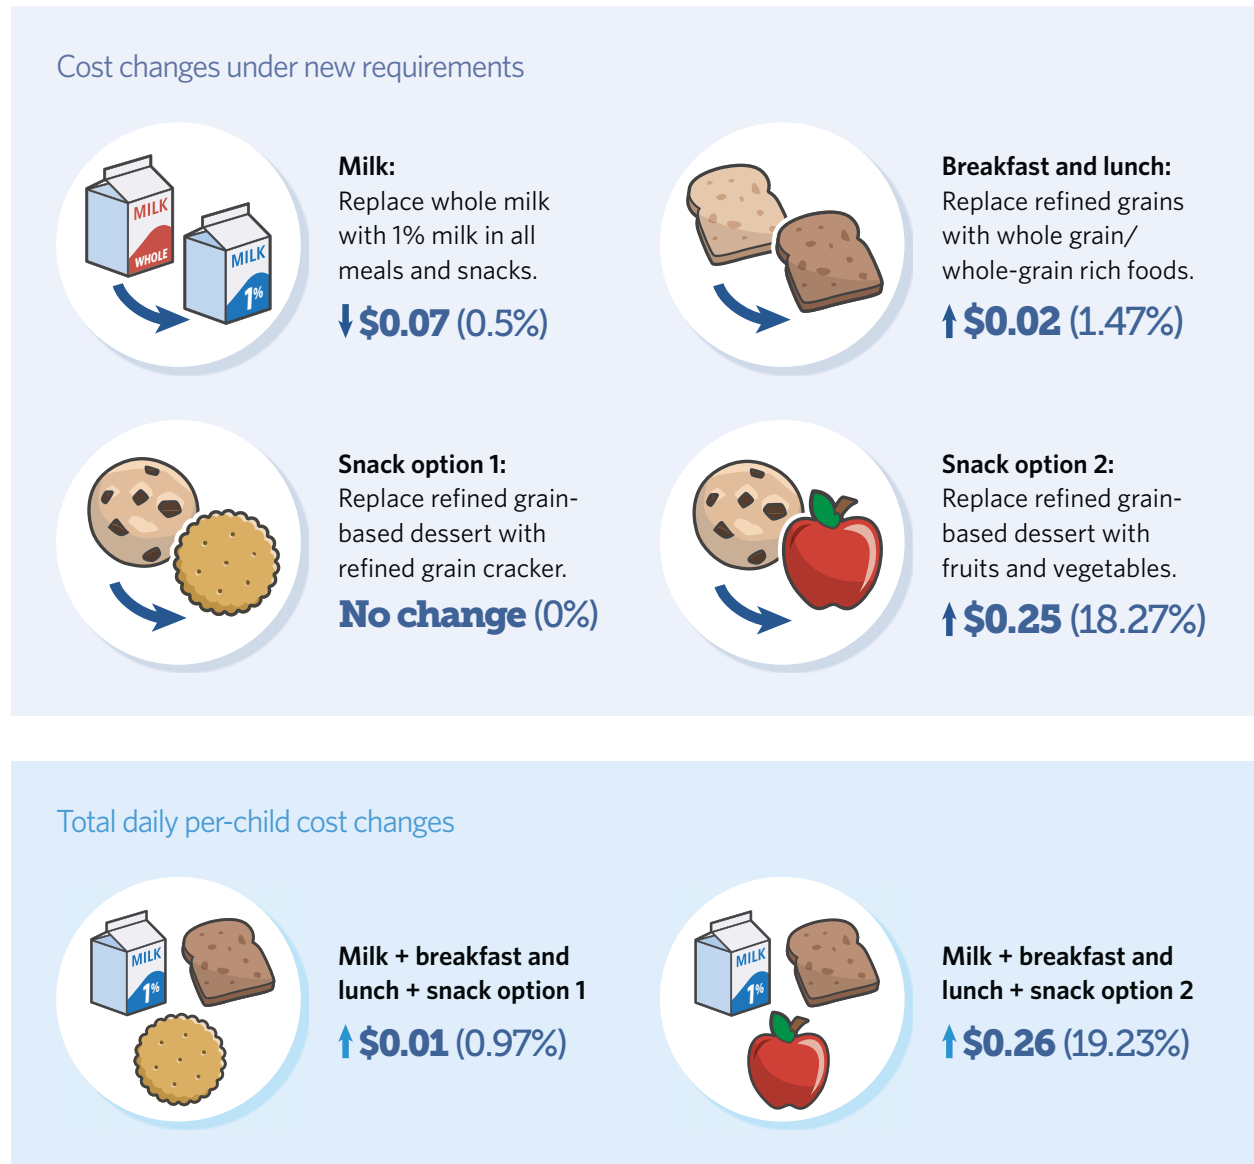 Cost changes under new requirements
MILK
WHOLE
MILK
1%
Milk:
Replace whole milk
with 1% milk in all
meals and snacks.
$0.07 (0.5%)
Breakfast and lunch:
Replace refined grains
with whole grain/
whole-grain rich foods.
$0.02 (1.47%)
Snack option 1:
Replace refined grain-
based dessert with
refined grain cracker.
No change (0%)
Snack option 2:
Replace refined grain-
based dessert with
fruits and vegetables.
$0.25 (18.27%)
Total daily per-child cost changes
MILK
1%
Milk + breakfast and
lunch + snack option 1
$0.01 (0.97%)
MILK
1%
Milk + breakfast and
lunch + snack option 2
$0.26 (19.23%)